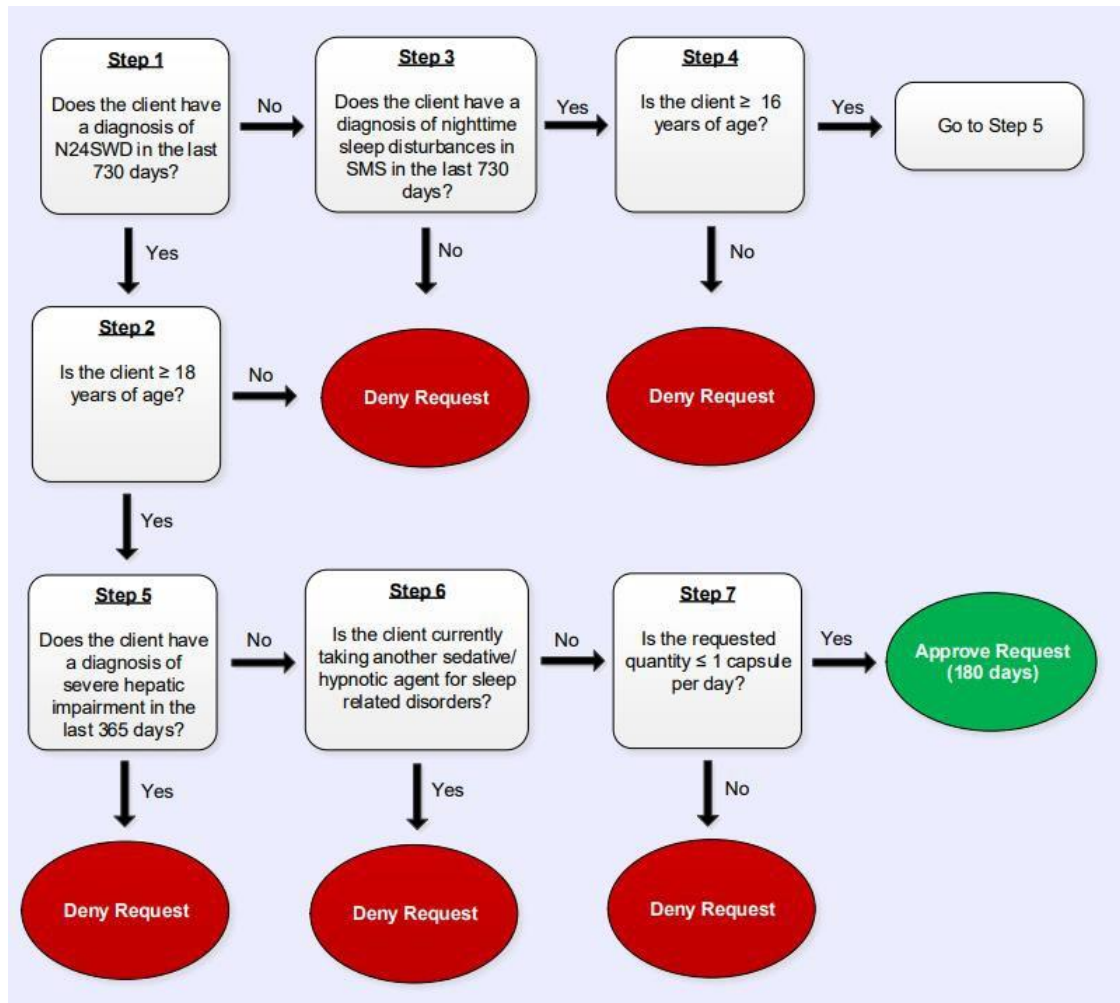 Step 1
Does the client have
a diagnosis of
N24SWD in the last
730 days?
No
Step 3
Does the client have a
diagnosis of nighttime
sleep disturbances in
SMS in the last 730
days?
Yes
Step 4
Is the client ≥ 16
years of age?
Yes
Go to Step 5
Yes
No
No
Step 2
Is the client ≥ 18
years of age?
No
Deny Request
Deny Request
Yes
Step 5
Does the client have
a diagnosis of
severe hepatic
impairment in the
last 365 days?
No
Step 6
Is the client currently
taking another sedative/
hypnotic agent for sleep
related disorders?
No
Step 7
Is the requested
quantity ≤ 1 capsule
per day?
Yes
Approve Request
(180 days)
Yes
Yes
No
Deny Request
Deny Request
Deny Request